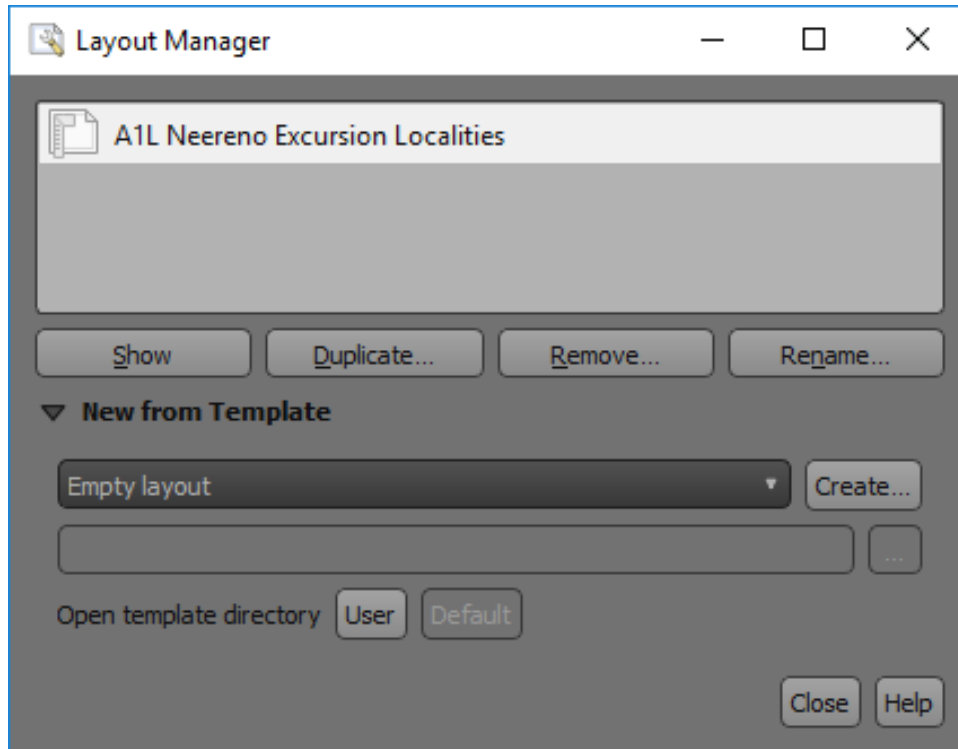 Layout Manager
A1L Neereno Excursion Localities
Show Duplicate... Remove... Rename...
New from Template
Empty layout Create...
...
Open template directory User Default
Close Help